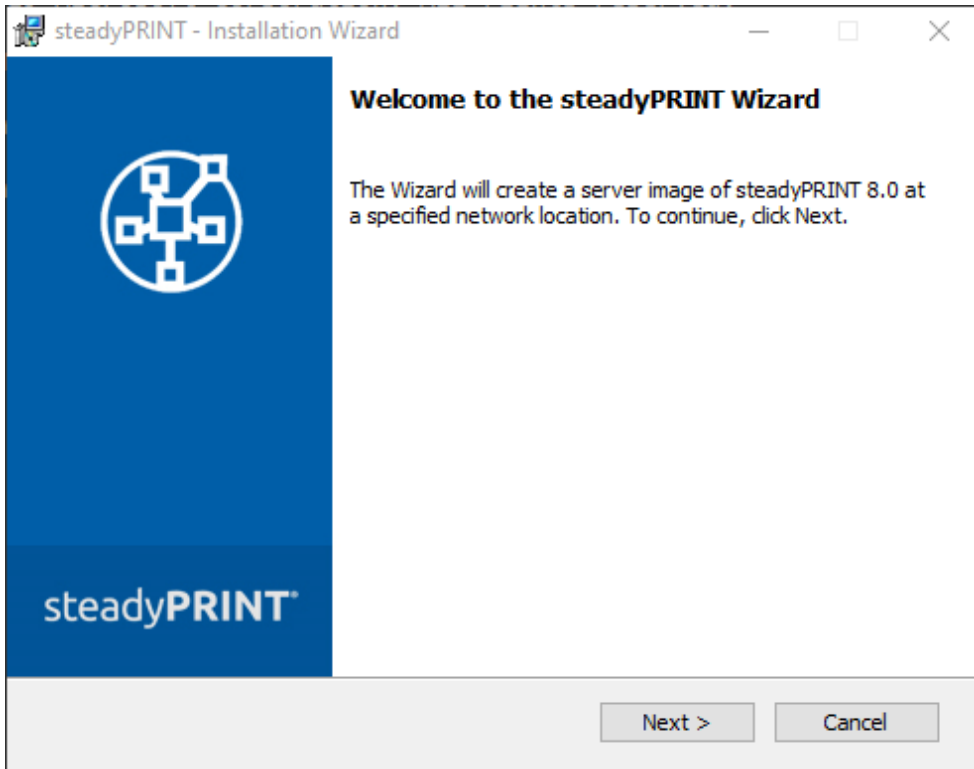 steadyPRINT - Installation Wizard
Welcome to the steadyPRINT Wizard
The Wizard will create a server image of steadyPRINT 8.0 at
a specified network location. To continue, click Next.
steadyPRINT®
Next >
Cancel